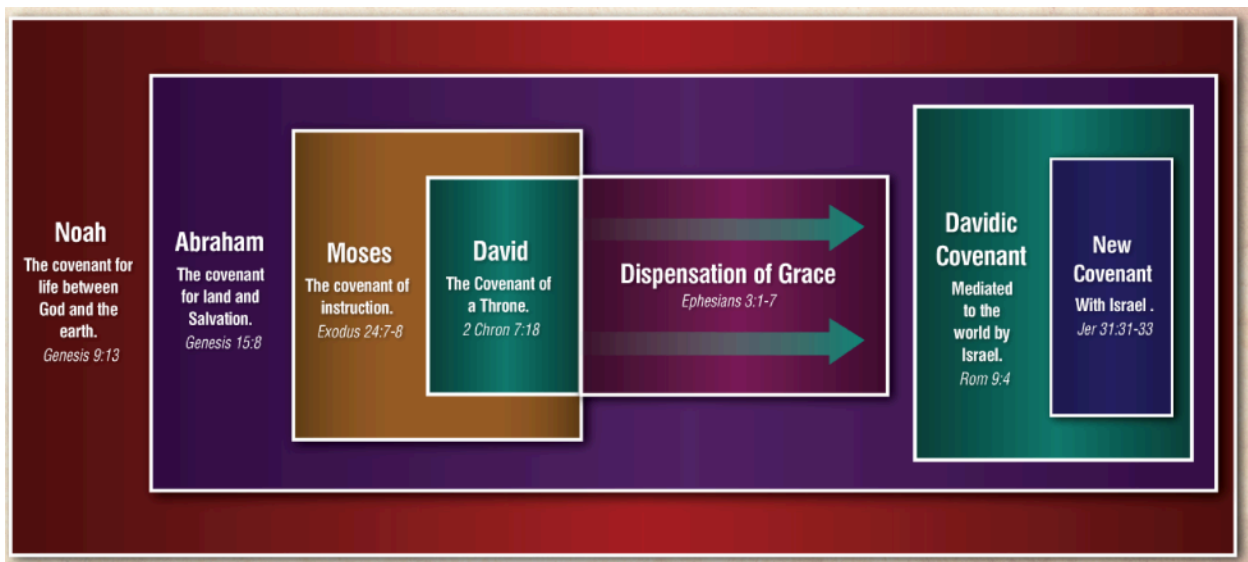 Noah
The covenant for
life between
God and the
earth.
Genesis 9:13
Abraham
The covenant
for land and
Salvation.
Genesis 15:8
Moses
The covenant of
instruction.
Exodus 24:7-8
David
The Covenant of
a Throne.
2 Chron 7:18
Dispensation of Grace
Ephesians 3:1-7
Davidic
Covenant
Mediated
to the
world by
Israel.
Rom 9:4
New
Covenant
With Israel .
Jer 31:31-33